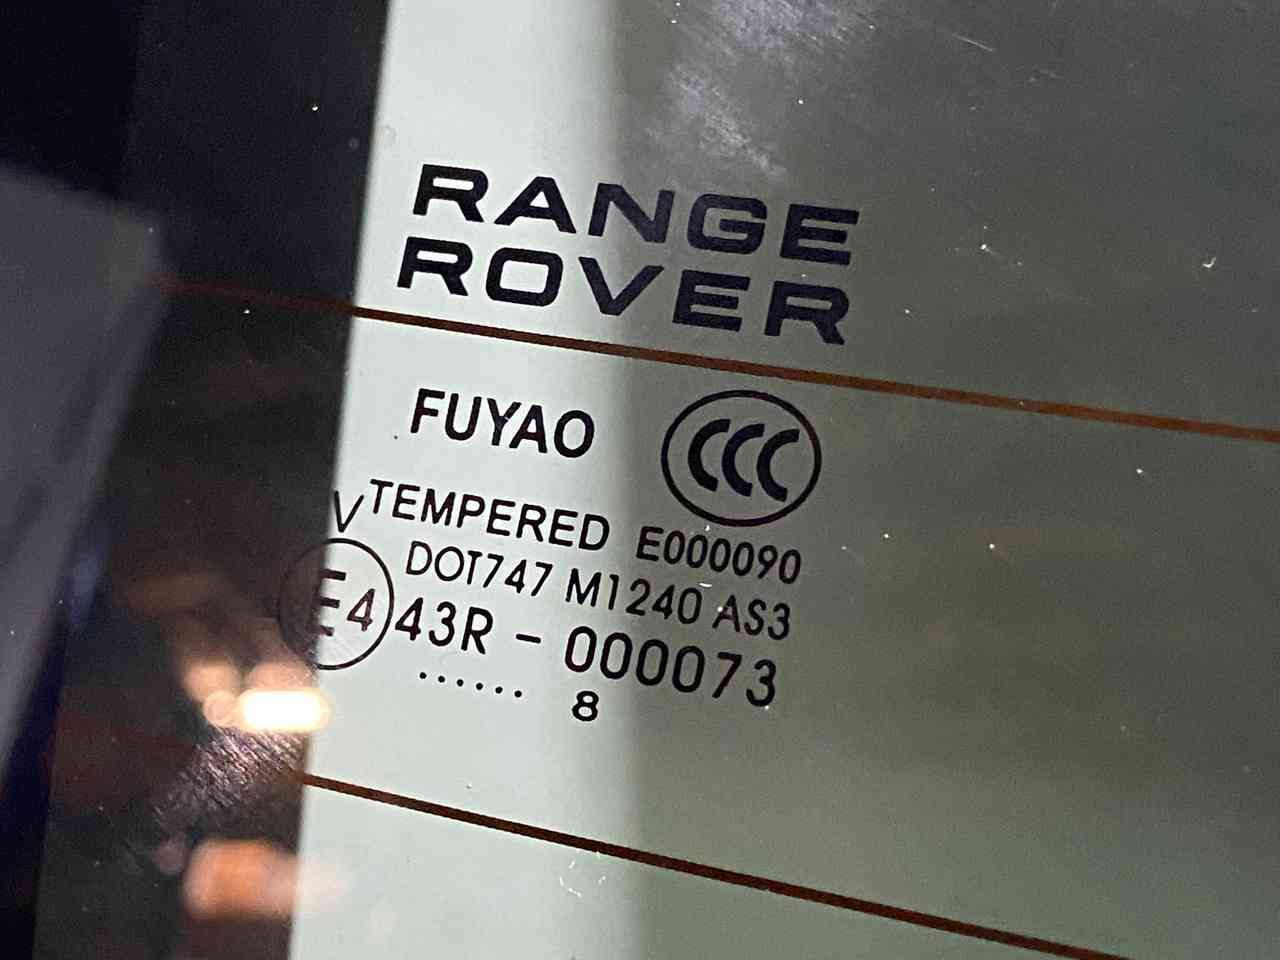 RANGE
ROVER
FUYAO
CCC
V TEMPERED E000090
DOT747 M1240 AS3
E4 43R - 000073
...... 8